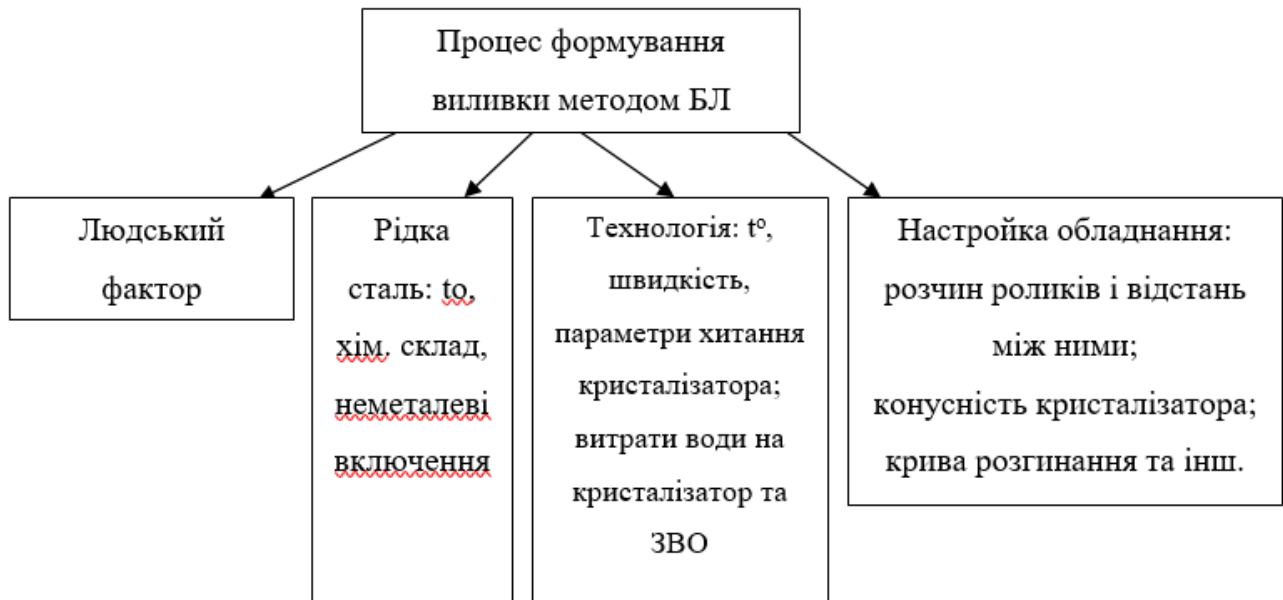 Процес формування
виливки методом БЛ
Людський
фактор
Рідка
сталь: to,
хім. склад,
неметалеві
включення
Технологія: tº,
швидкість,
параметри хитання
кристалізатора;
витрати води на
кристалізатор та
ЗВО
Настройка обладнання:
розчин роликів і відстань
між ними;
конусність кристалізатора;
крива розгинання та інш.